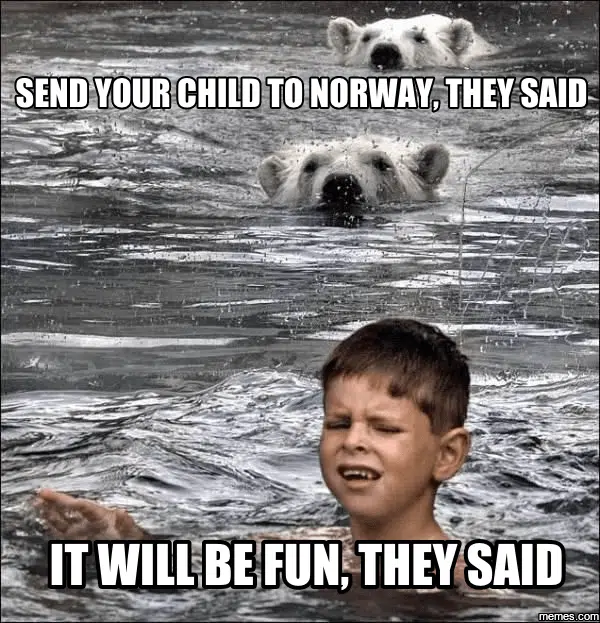 SEND YOUR CHILD TO NORWAY, THEY SAID
IT WILL BE FUN, THEY SAID
memes.com